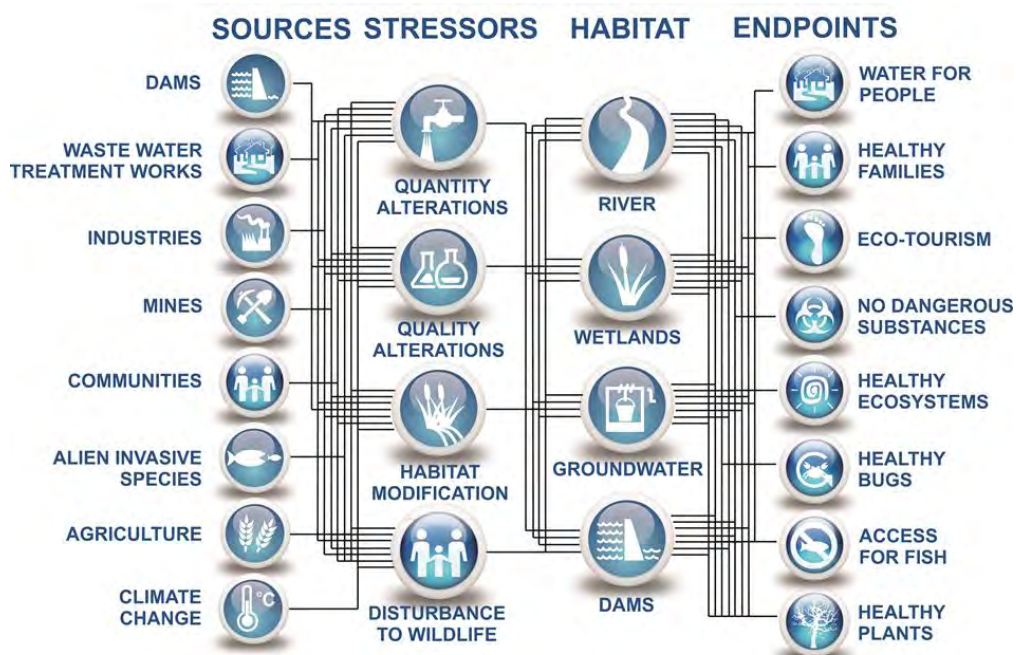 SOURCES STRESSORS HABITAT ENDPOINTS
DAMS
WASTE WATER
TREATMENT WORKS
INDUSTRIES
MINES
COMMUNITIES
ALIEN INVASIVE
SPECIES
AGRICULTURE
CLIMATE
CHANGE
°C
QUANTITY
ALTERATIONS
QUALITY
ALTERATIONS
HABITAT
MODIFICATION
DISTURBANCE
TO WILDLIFE
RIVER
WETLANDS
GROUNDWATER
DAMS
WATER FOR
PEOPLE
HEALTHY
FAMILIES
ECO-TOURISM
NO DANGEROUS
SUBSTANCES
HEALTHY
ECOSYSTEMS
HEALTHY
BUGS
ACCESS
FOR FISH
HEALTHY
PLANTS